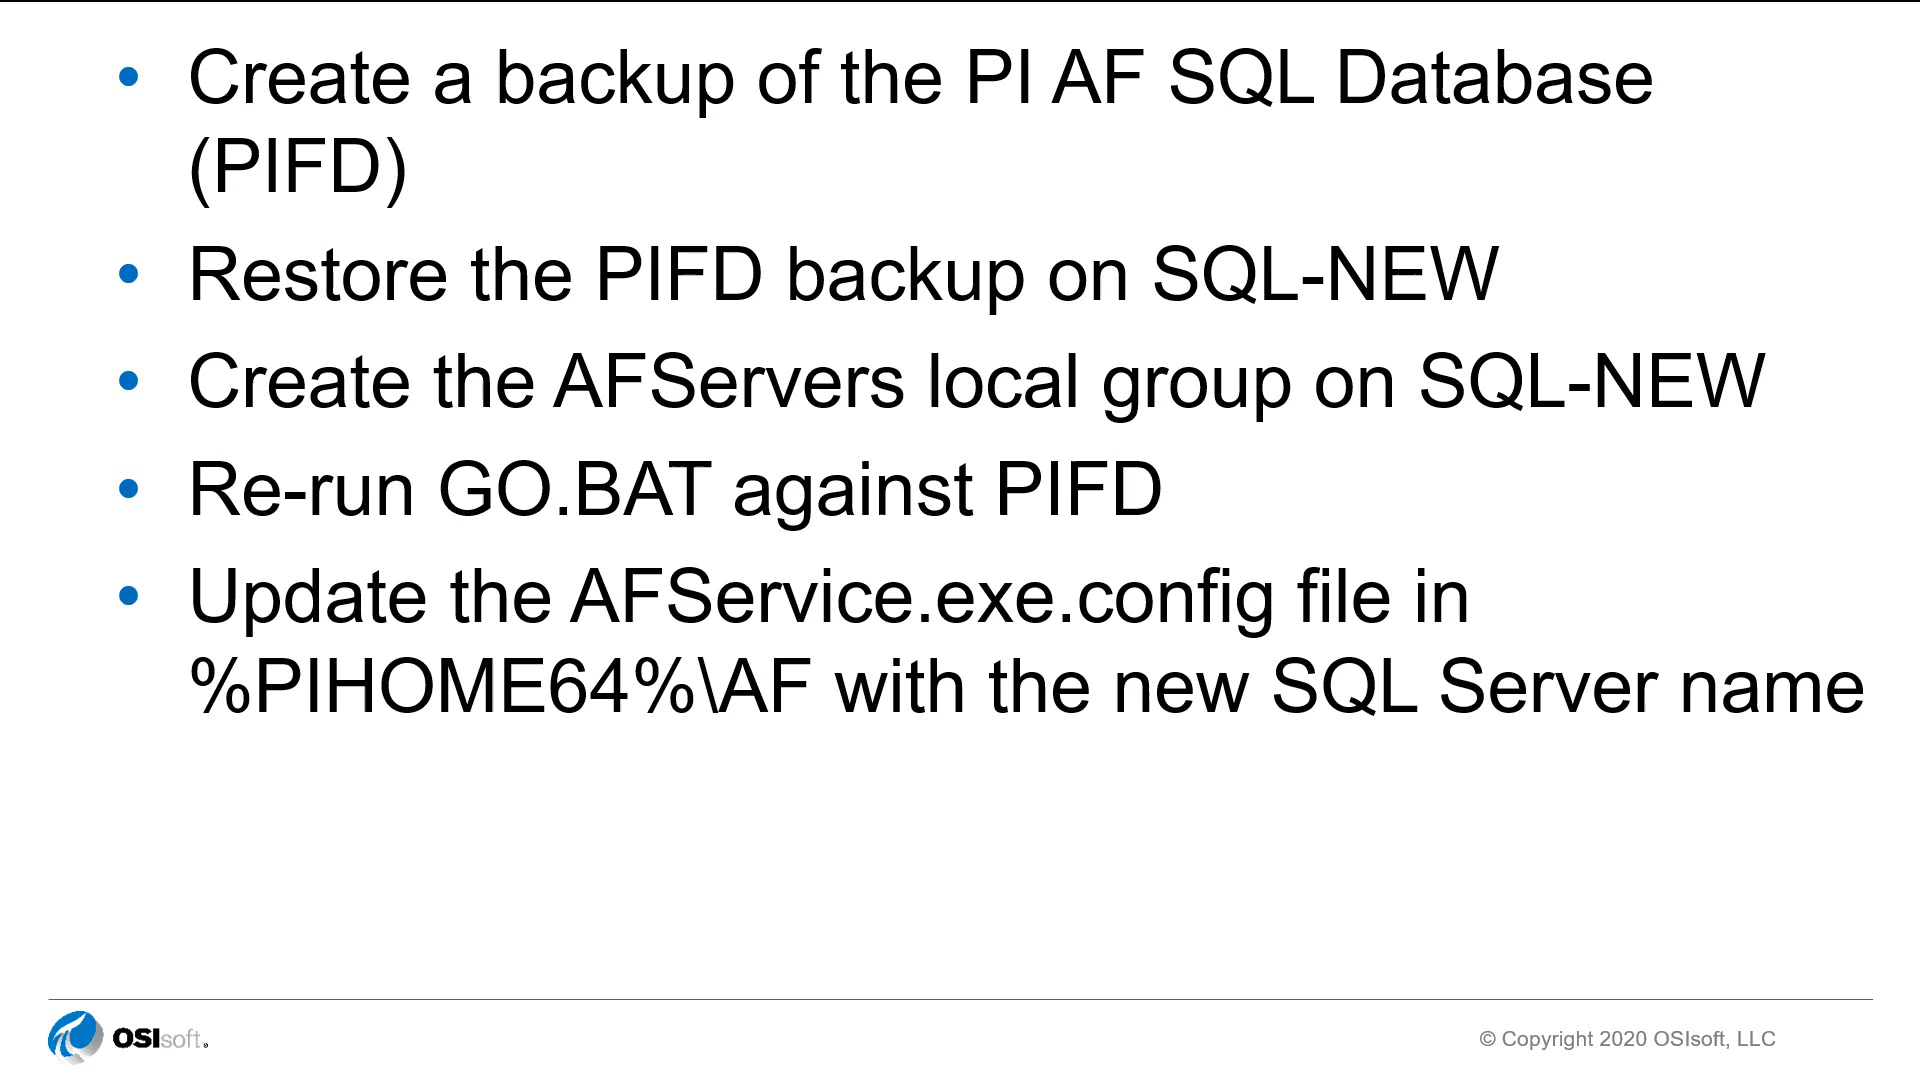 • Create a backup of the PI AF SQL Database
(PIFD)
• Restore the PIFD backup on SQL-NEW
• Create the AFServers local group on SQL-NEW
• Re-run GO.BAT against PIFD
• Update the AFService.exe.config file in
%PIHOME64%\AF with the new SQL Server name
OSIsoft.
© Copyright 2020 OSIsoft, LLC